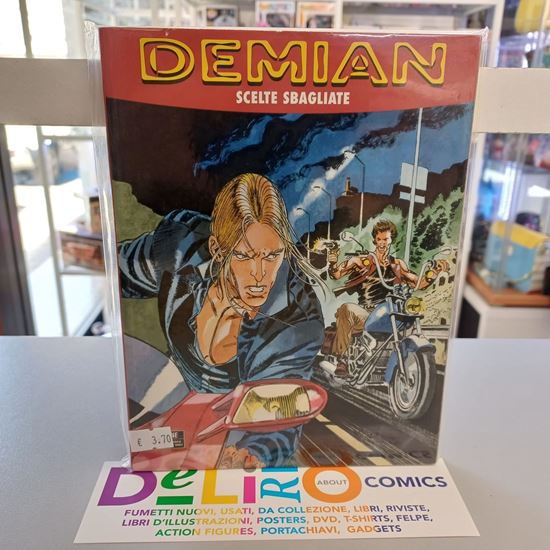 DEMIAN
SCELTE SBAGLIATE
€ 3.70
DeLiRiO ABOUT COMICS
FUMETTI NUOVI, USATI, DA COLLEZIONE, LIBRI, RIVISTE,
LIBRI D'ILLUSTRAZIONI, POSTERS, DVD, T-SHIRTS, FELPE,
ACTION FIGURES, PORTACHIAVI, GADGETS